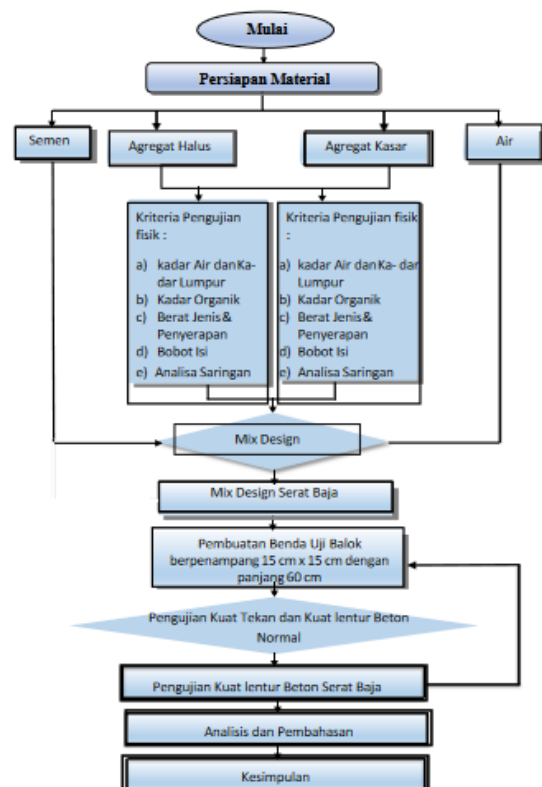 Mulai
Persiapan Material
Semen
Agregat Halus
Agregat Kasar
Air
Kriteria Pengujian
fisik :
a) kadar Air dan Ka-
dar Lumpur
b) Kadar Organik
c) Berat Jenis &
Penyerapan
d) Bobot Isi
e) Analisa Saringan
Kriteria Pengujian fisik
:
a) kadar Air dan Ka- dar
Lumpur
b) Kadar Organik
c) Berat Jenis &
Penyerapan
d) Bobot Isi
e) Analisa Saringan
Mix Design
Mix Design Serat Baja
Pembuatan Benda Uji Balok
berpenampang 15 cm x 15 cm dengan
panjang 60 cm
Pengujian Kuat Tekan dan Kuat lentur Beton
Normal
Pengujian Kuat lentur Beton Serat Baja
Analisis dan Pembahasan
Kesimpulan